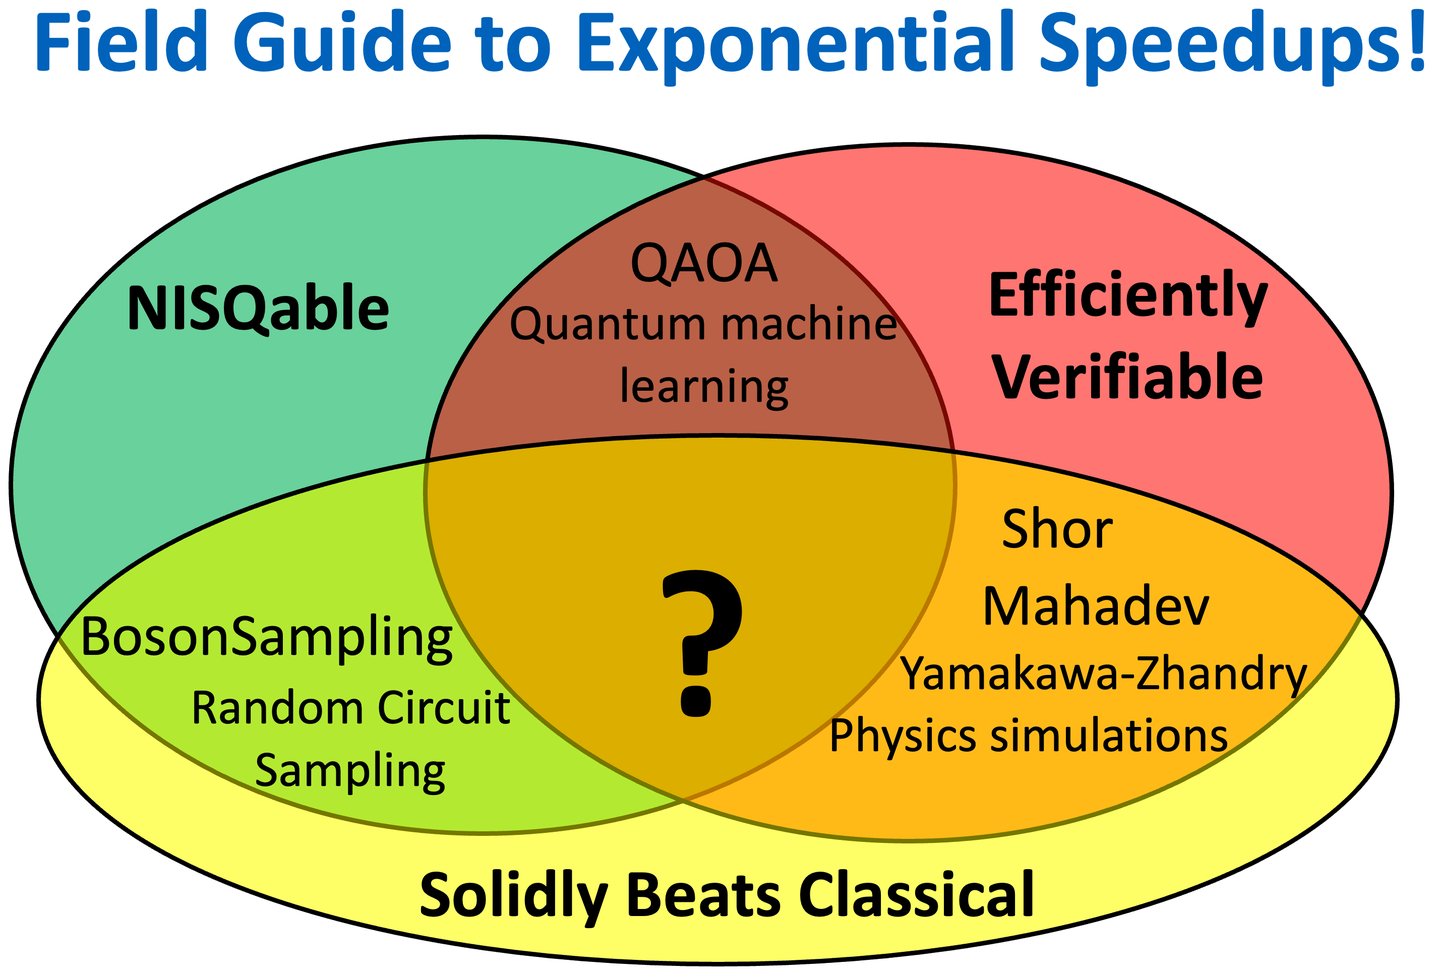 Field Guide to Exponential Speedups!
NISQable
QAOA
Quantum machine
learning
Efficiently
Verifiable
BosonSampling
Random Circuit
Sampling
?
Shor
Mahadev
Yamakawa-Zhandry
Physics simulations
Solidly Beats Classical